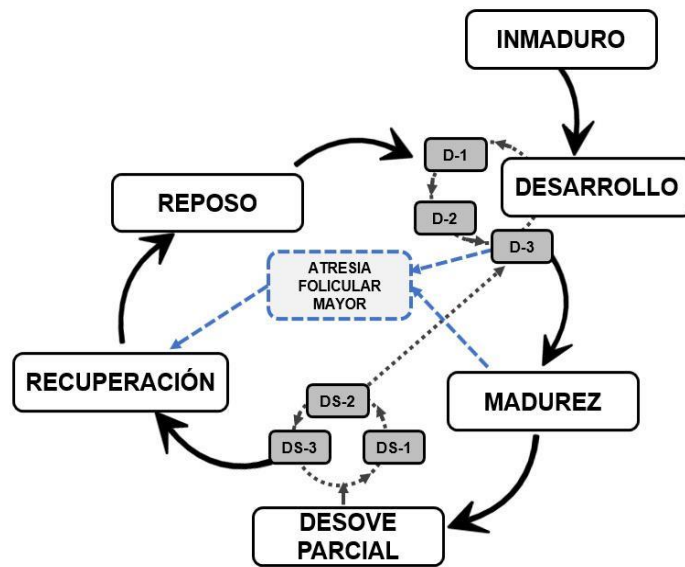 INMADURO
D-1
DESARROLLO
REPOSO
D-2
D-3
ATRESIA
FOLICULAR
MAYOR
RECUPERACIÓN
MADUREZ
DS-2
DS-3
DS-1
DESOVE
PARCIAL